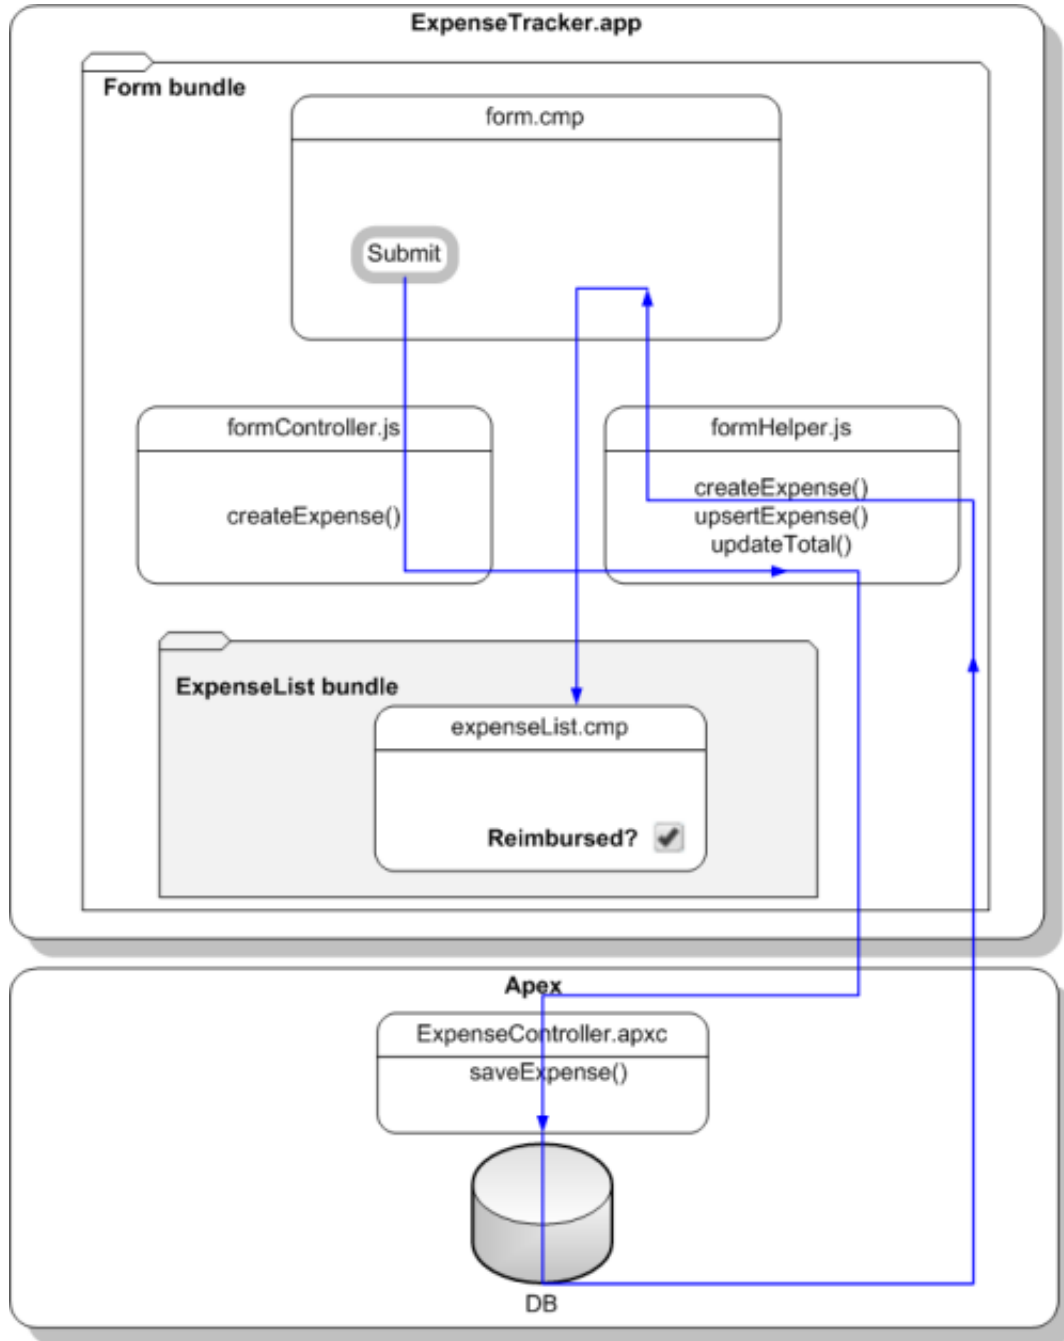 ExpenseTracker.app
Form bundle
form.cmp
Submit
formController.js
createExpense()
formHelper.js
createExpense()
upsertExpense()
updateTotal()
ExpenseList bundle
expenseList.cmp
Reimbursed?
Apex
ExpenseController.apxc
saveExpense()
DB